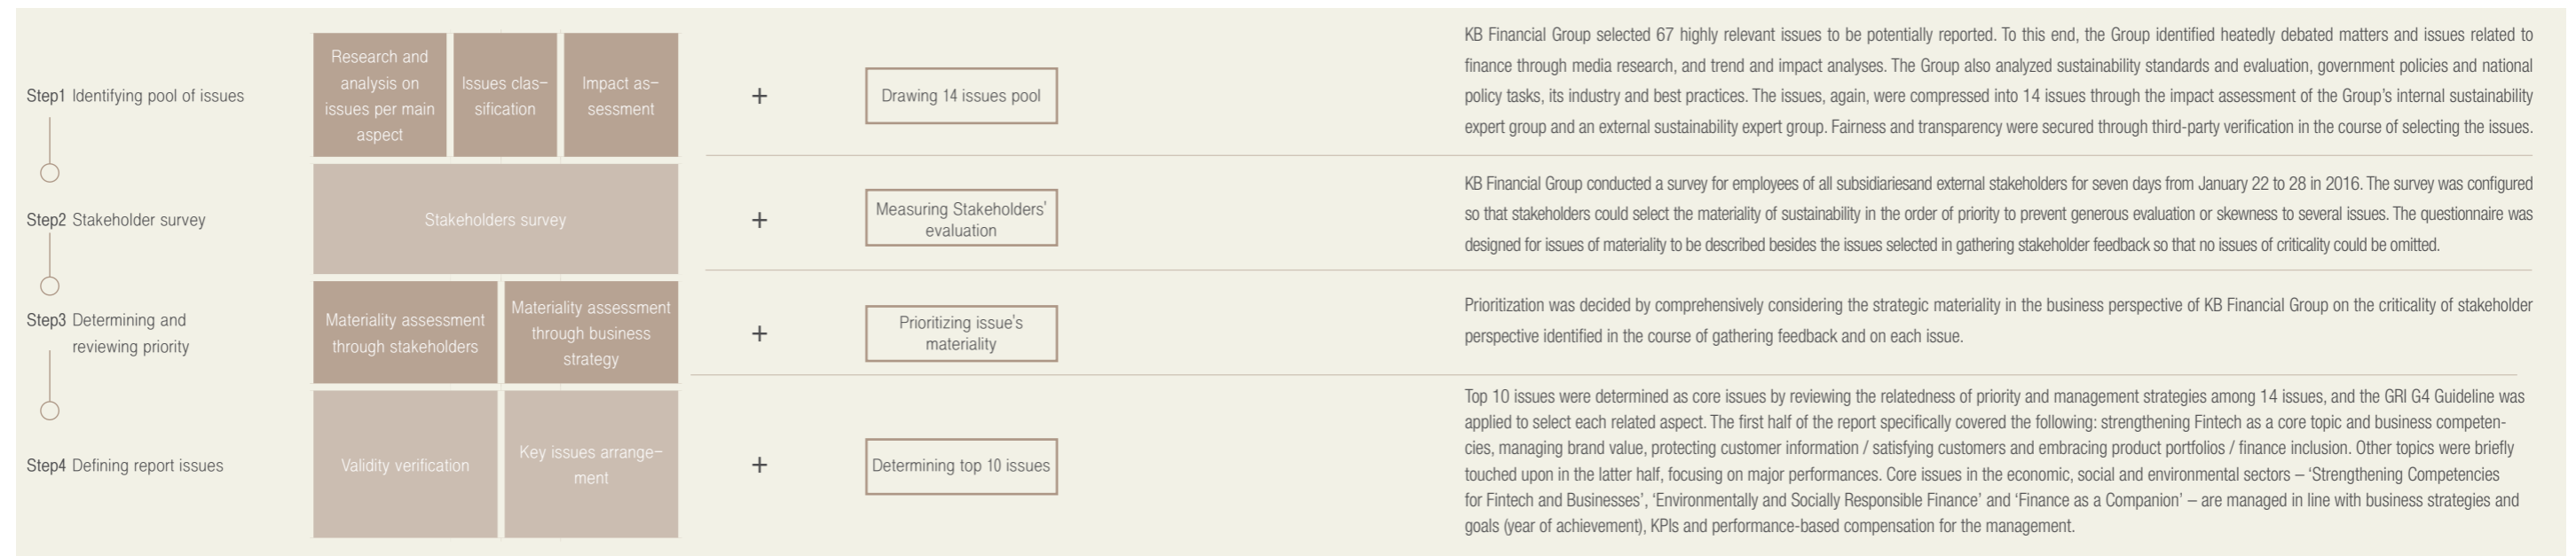 Step1 Identifying pool of issues
Research and
analysis on
issues per main
aspect
Issues clas-
sification
Impact as-
sessment
+
Drawing 14 issues pool
KB Financial Group selected 67 highly relevant issues to be potentially reported. To this end, the Group identified heatedly debated matters and issues related to
finance through media research, and trend and impact analyses. The Group also analyzed sustainability standards and evaluation, government policies and national
policy tasks, its industry and best practices. The issues, again, were compressed into 14 issues through the impact assessment of the Group's internal sustainability
expert group and an external sustainability expert group. Fairness and transparency were secured through third-party verification in the course of selecting the issues.
Step2 Stakeholder survey
Stakeholders survey
+
Measuring Stakeholders'
evaluation
KB Financial Group conducted a survey for employees of all subsidiariesand external stakeholders for seven days from January 22 to 28 in 2016. The survey was configured
so that stakeholders could select the materiality of sustainability in the order of priority to prevent generous evaluation or skewness to several issues. The questionnaire was
designed for issues of materiality to be described besides the issues selected in gathering stakeholder feedback so that no issues of criticality could be omitted.
Step3 Determining and
reviewing priority
Materiality assessment
through stakeholders
Materiality assessment
through business
strategy
+
Prioritizing issue's
materiality
Prioritization was decided by comprehensively considering the strategic materiality in the business perspective of KB Financial Group on the criticality of stakeholder
perspective identified in the course of gathering feedback and on each issue.
Step4 Defining report issues
Validity verification
Key issues arrange-
ment
+
Determining top 10 issues
Top 10 issues were determined as core issues by reviewing the relatedness of priority and management strategies among 14 issues, and the GRI G4 Guideline was
applied to select each related aspect. The first half of the report specifically covered the following: strengthening Fintech as a core topic and business competen-
cies, managing brand value, protecting customer information / satisfying customers and embracing product portfolios / finance inclusion. Other topics were briefly
touched upon in the latter half, focusing on major performances. Core issues in the economic, social and environmental sectors – 'Strengthening Competencies
for Fintech and Businesses', 'Environmentally and Socially Responsible Finance' and 'Finance as a Companion' – are managed in line with business strategies and
goals (year of achievement), KPIs and performance-based compensation for the management.